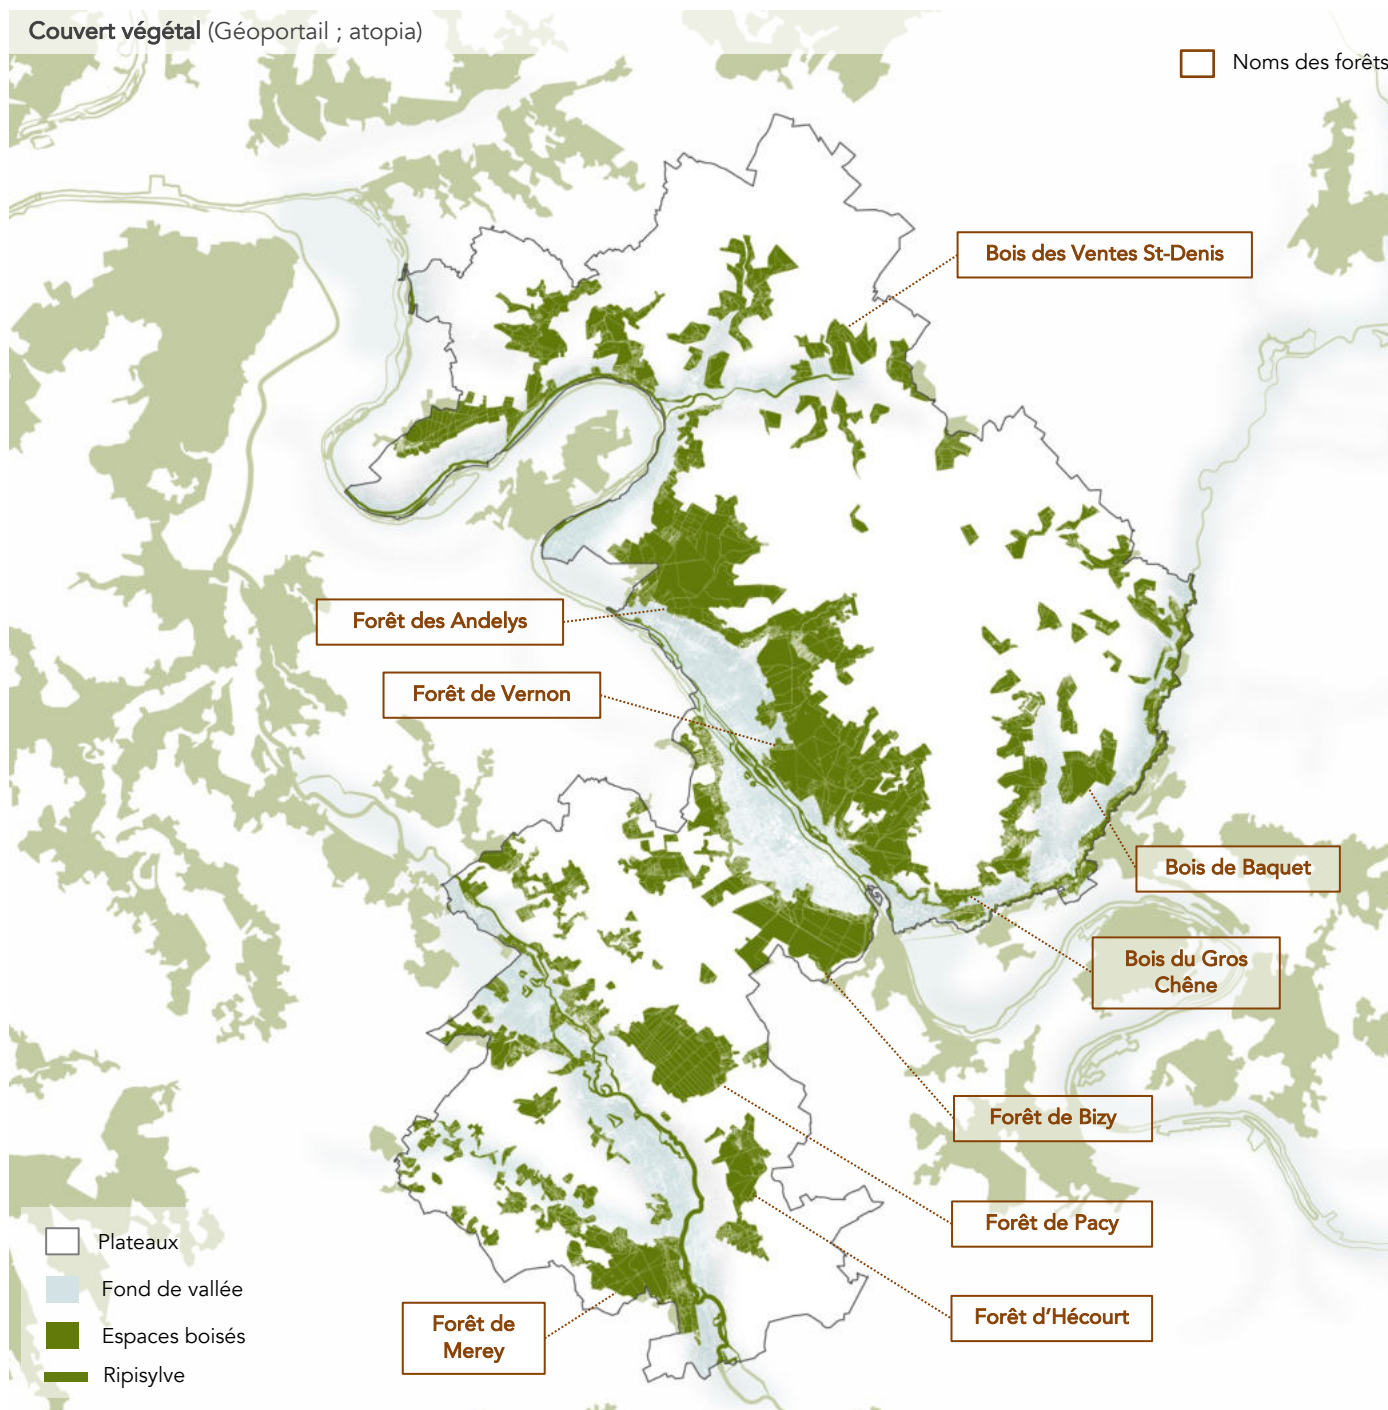 Couvert végétal (Géoportail ; atopia)
Noms des forêts
Bois des Ventes St-Denis
Forêt des Andelys
Forêt de Vernon
Bois de Baquet
Bois du Gros
Chêne
Forêt de Bizy
Forêt de Pacy
Forêt d'Hécourt
Forêt de
Merey
Plateaux
Fond de vallée
Espaces boisés
Ripisylve